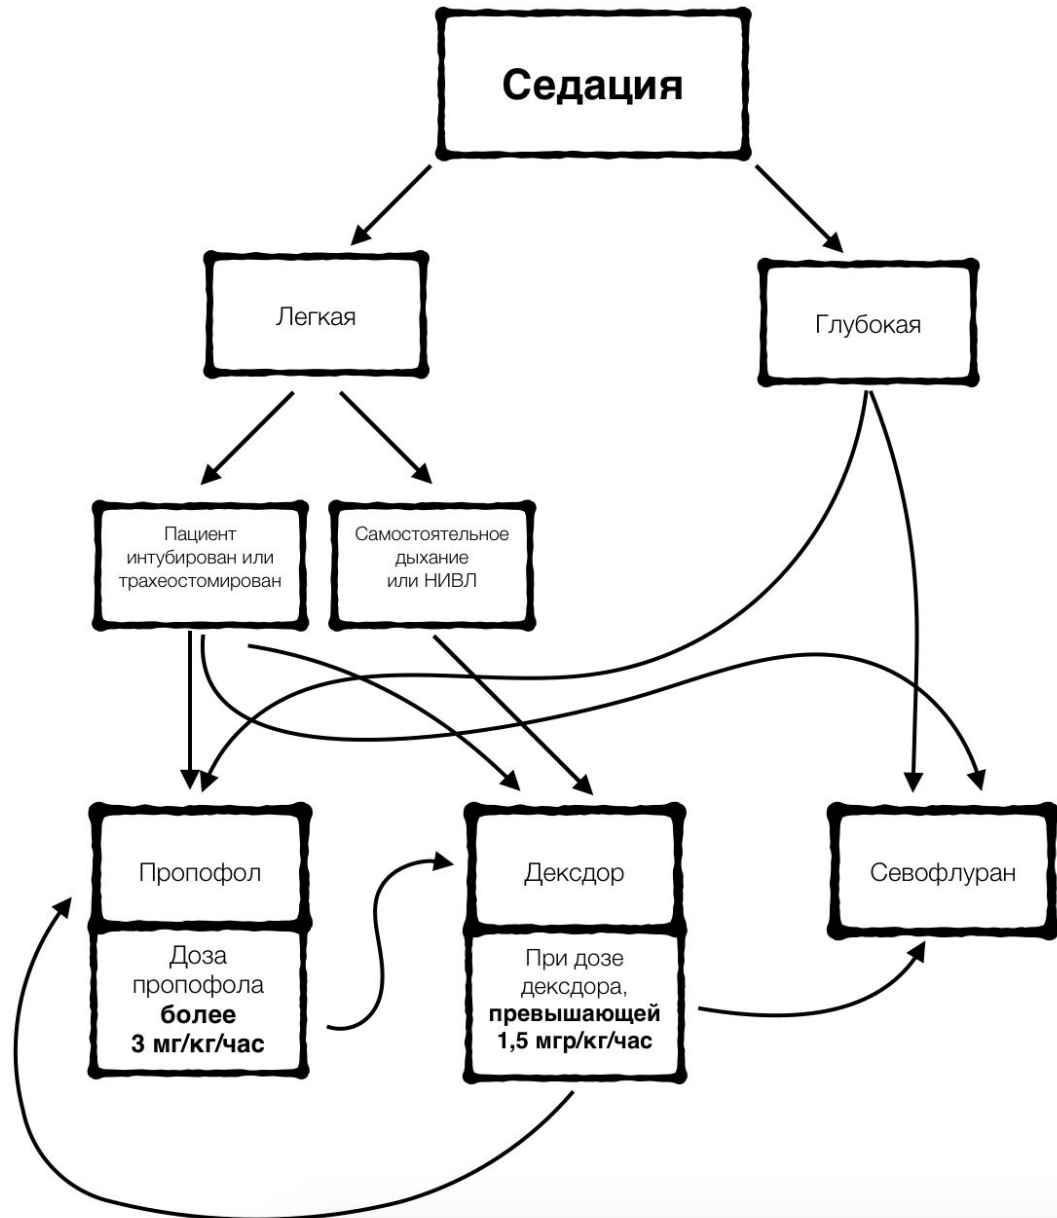 Седация
Легкая
Глубокая
Пациент
интубирован или
трахеостомирован
Самостоятельное
дыхание
или НИВЛ
Пропофол
Доза
пропофола
более
3 мг/кг/час
Дексдор
При дозе
дексдора,
превышающей
1,5 мгр/кг/час
Севофлуран